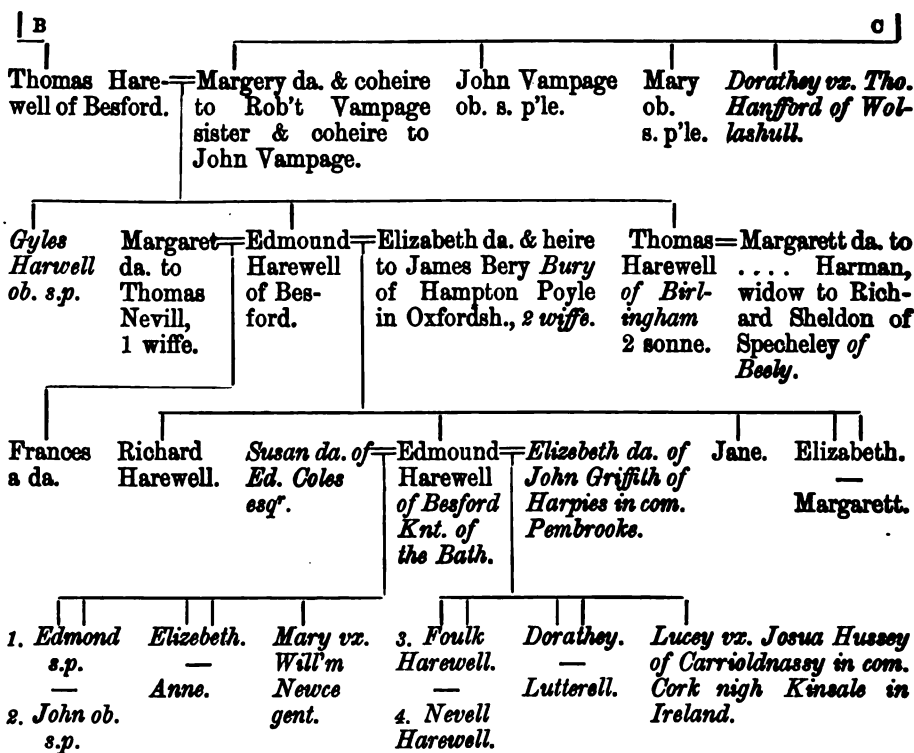 B
C
Thomas Hare-
well of Besford.
Margery da. & coheire
to Rob't Vampage
sister & coheire to
John Vampage.
John Vampage
ob. s. p'le.
Mary
ob.
s. p'le.
Dorathey vx. Tho.
Hanfford of Wol-
lashull.
Gyles
Harwell
ob. s.p.
Margaret
da. to
Thomas
Nevill,
1 wiffe.
Edmound
Harewell
of Bes-
ford.
Elizabeth da. & heire
to James Bery Bury
of Hampton Poyle
in Oxfordsh., 2 wiffe.
Thomas
Harewell
of Birl-
ingham
2 sonne.
Margarett da. to
.... Harman,
widow to Rich-
ard Sheldon of
Specheley of
Beely.
Frances
a da.
Richard
Harewell.
Susan da. of
Ed. Coles
esqr.
Edmound
Harewell
of Besford
Knt. of
the Bath.
Elizebeth da. of
John Griffith of
Harpies in com.
Pembrooke.
Jane.
Elizabeth.
—
Margarett.
1. Edmond
s.p.
—
2. John ob.
s.p.
Elizebeth.
—
Anne.
Mary vx.
Will'm
Newce
gent.
3. Foulk
Harewell.
—
4. Nevell
Harewell.
Dorathey.
—
Lutterell.
Lucey vx. Josua Hussey
of Carrioldnassy in com.
Cork nigh Kinsale in
Ireland.